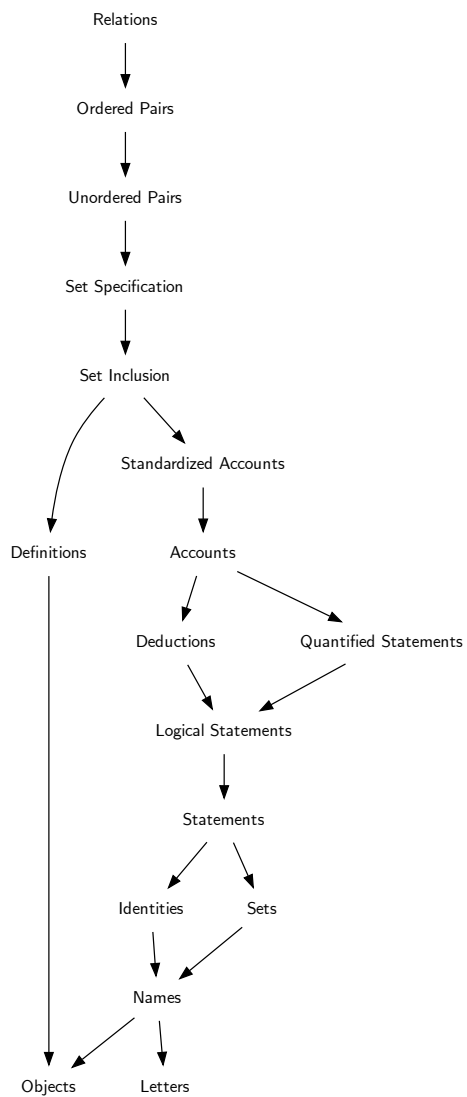 Relations
Ordered Pairs
Unordered Pairs
Set Specification
Set Inclusion
Standardized Accounts
Definitions
Accounts
Deductions
Quantified Statements
Logical Statements
Statements
Identities
Sets
Names
Objects
Letters